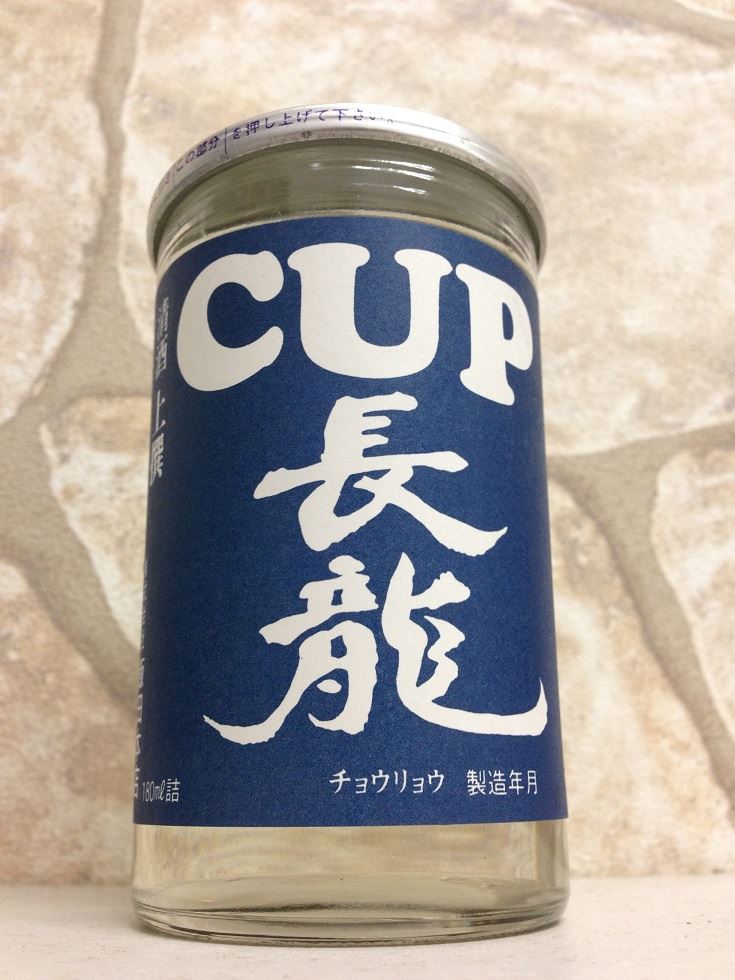 この部分
を押し上げて下さい。
CUP
長龍
清酒 上撰
180ml詰
チョウリョウ 製造年月